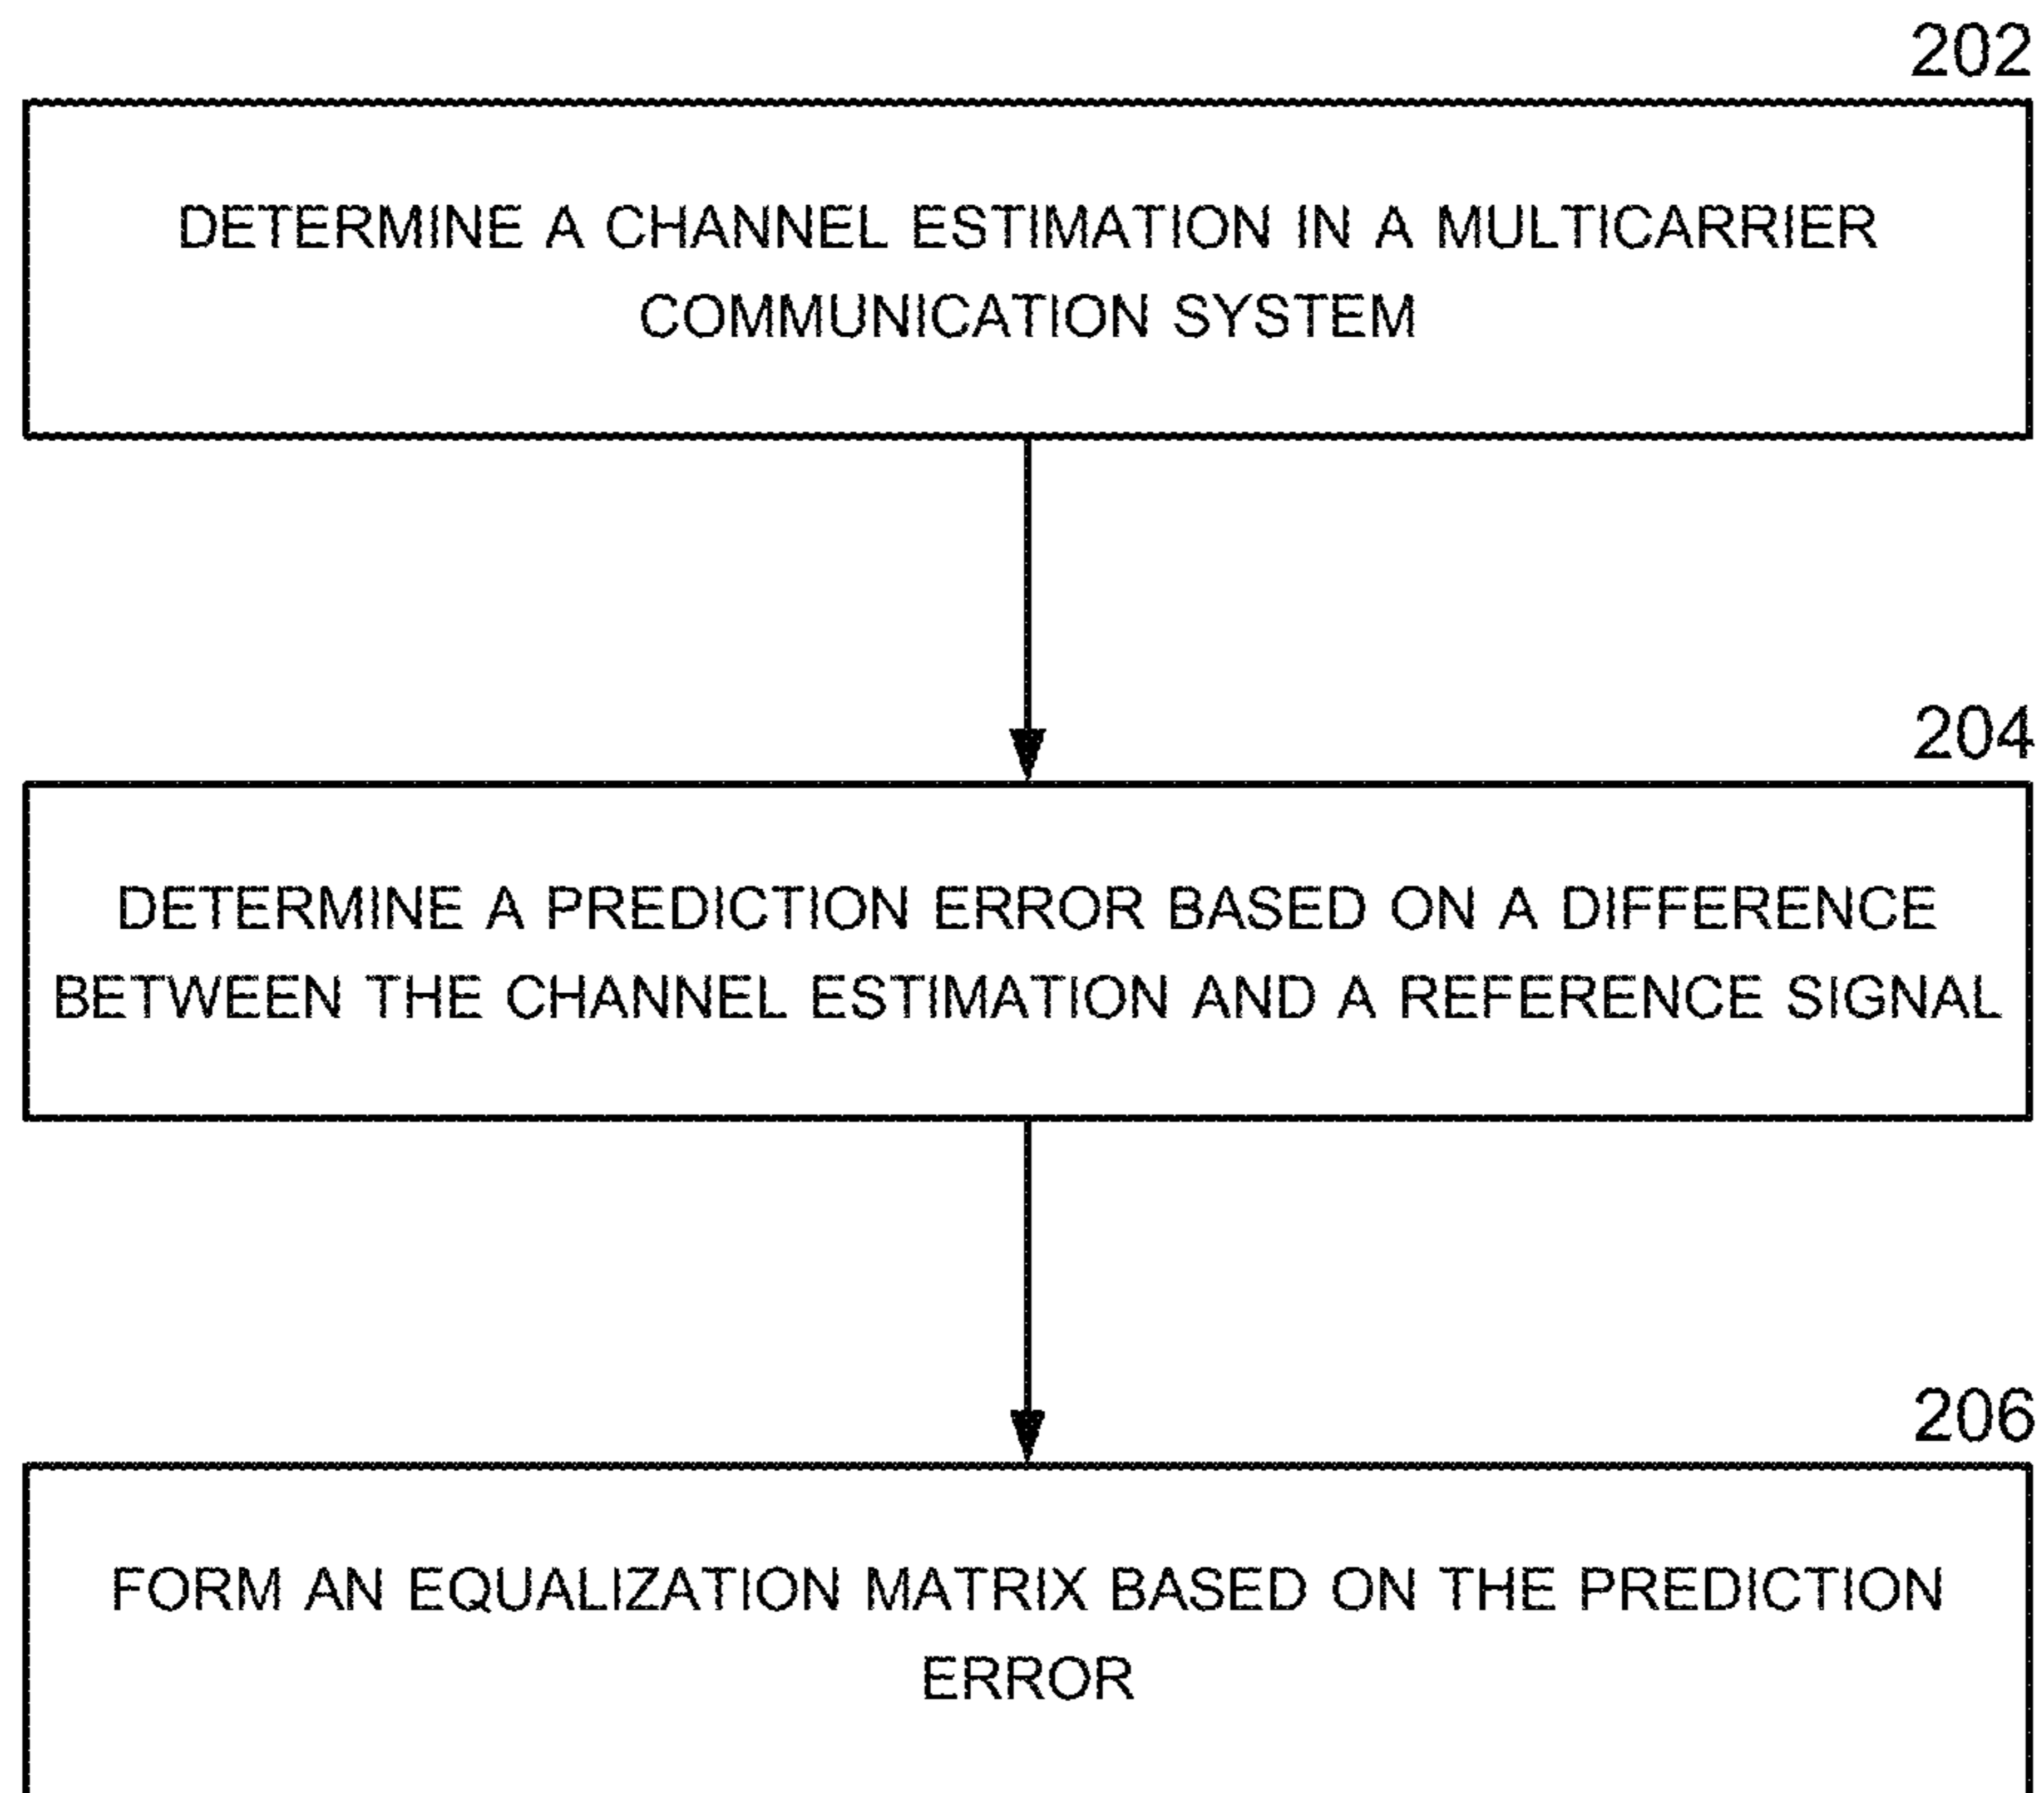 202
DETERMINE A CHANNEL ESTIMATION IN A MULTICARRIER
COMMUNICATION SYSTEM
204
DETERMINE A PREDICTION ERROR BASED ON A DIFFERENCE
BETWEEN THE CHANNEL ESTIMATION AND A REFERENCE SIGNAL
206
FORM AN EQUALIZATION MATRIX BASED ON THE PREDICTION
ERROR